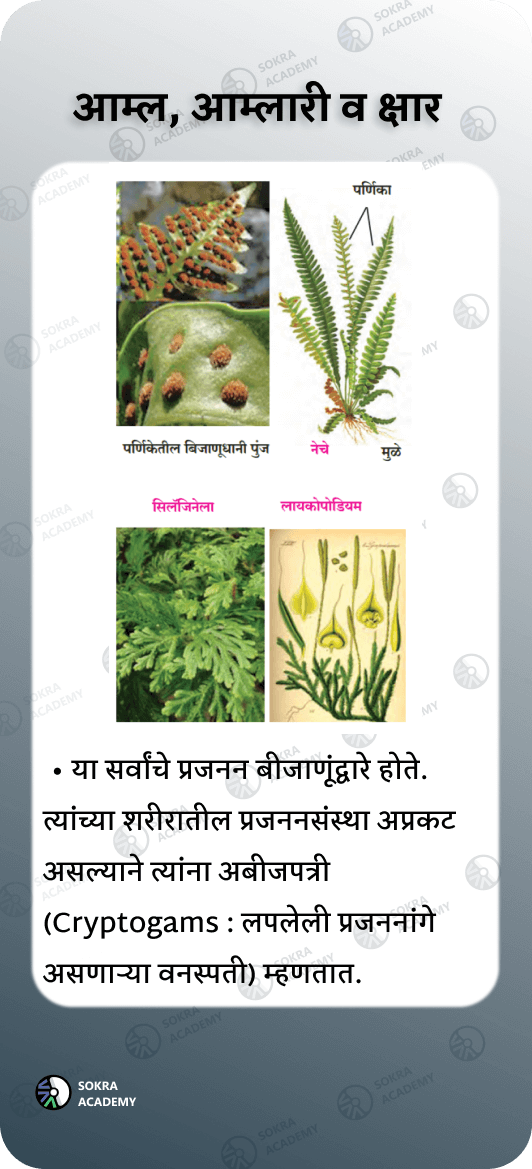 आम्ल, आम्लारी व क्षार
पर्णिका
पर्णिकेतील बिजाणूधानी पुंज
नेचे
मुळे
सिलॅजिनेला
लायकोपोडियम
• या सर्वांचे प्रजनन बीजाणूंद्वारे होते.
त्यांच्या शरीरातील प्रजननसंस्था अप्रकट
असल्याने त्यांना अबीजपत्री
(Cryptogams : लपलेली प्रजननांगे
असणाऱ्या वनस्पती) म्हणतात.
SOKRA
ACADEMY